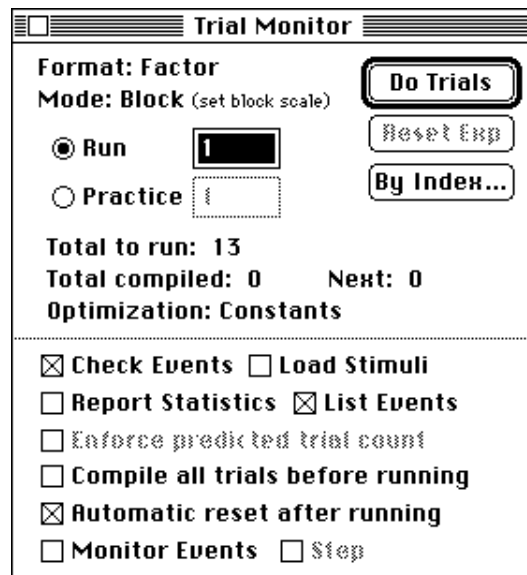 Trial Monitor
Format: Factor
Mode: Block (set block scale)
Do Trials
Run 1
Reset Exp
Practice 1
By Index...
Total to run: 13
Total compiled: 0 Next: 0
Optimization: Constants
Check Events Load Stimuli
Report Statistics List Events
Enforce predicted trial count
Compile all trials before running
Automatic reset after running
Monitor Events Step